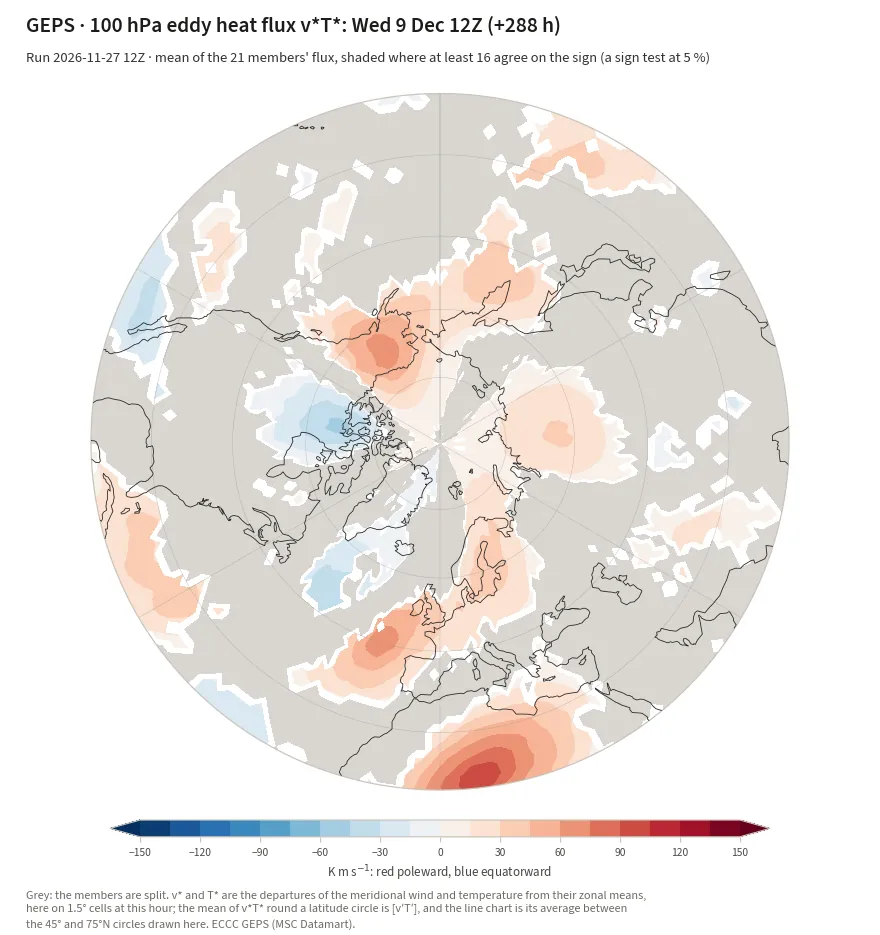 GEPS · 100 hPa eddy heat flux v*T*: Wed 9 Dec 12Z (+288 h)
Run 2026-11-27 12Z · mean of the 21 members' flux, shaded where at least 16 agree on the sign (a sign test at 5 %)
−150 −120 −90 −60 −30 0 30 60 90 120 150
K m s⁻¹: red poleward, blue equatorward
Grey: the members are split. v* and T* are the departures of the meridional wind and temperature from their zonal means,
here on 1.5° cells at this hour; the mean of v*T* round a latitude circle is [v'T'], and the line chart is its average between
the 45° and 75°N circles drawn here. ECCC GEPS (MSC Datamart).